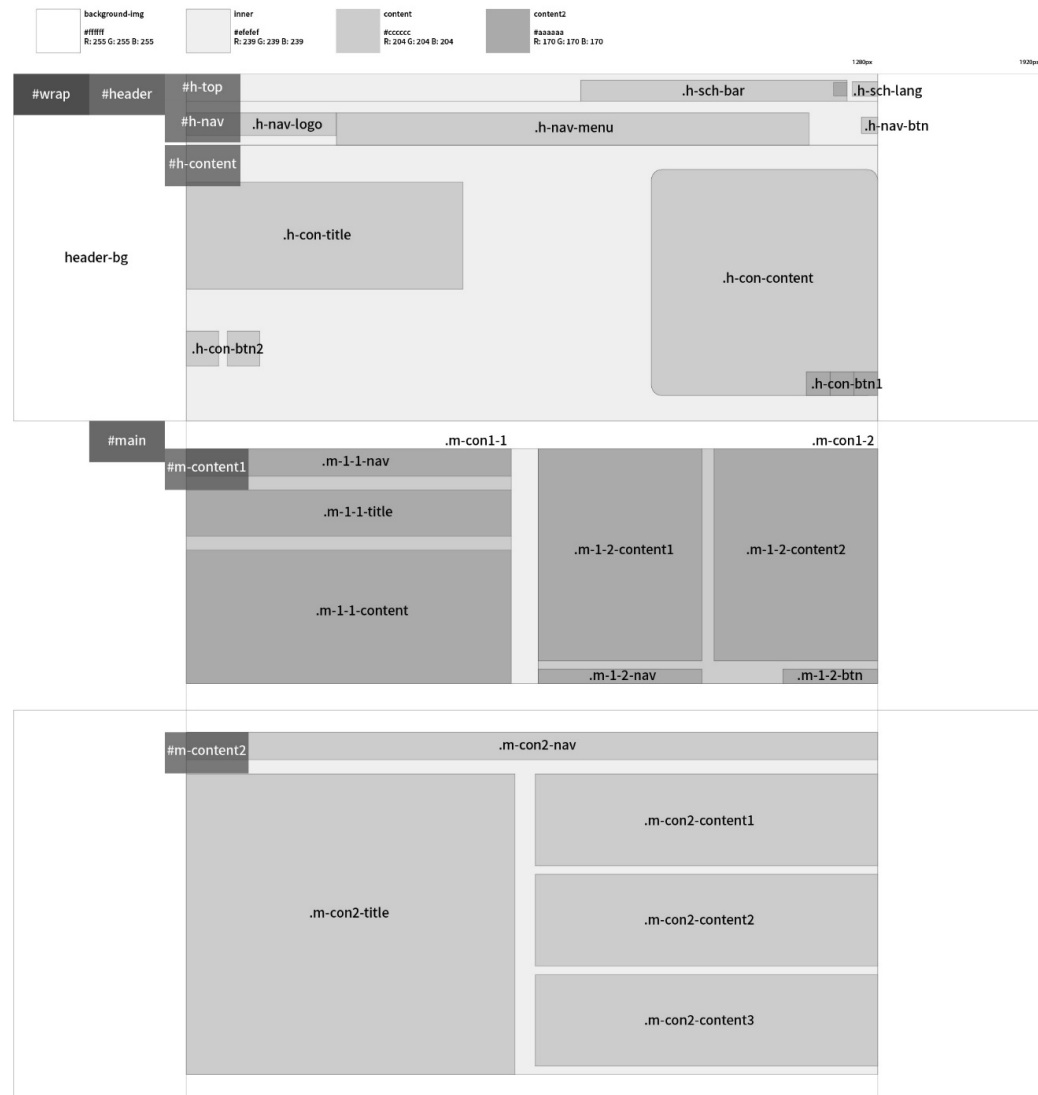 background-img
#ffffff
R: 255 G: 255 B: 255
inner
#efefef
R: 239 G: 239 B: 239
content
#cccccc
R: 204 G: 204 B: 204
content2
#aaaaaa
R: 170 G: 170 B: 170
1280px
1920px
#wrap
#header
#h-top
.h-sch-bar
.h-sch-lang
#h-nav
.h-nav-logo
.h-nav-menu
.h-nav-btn
#h-content
header-bg
.h-con-title
.h-con-content
.h-con-btn2
.h-con-btn1
#main
.m-con1-1
.m-con1-2
#m-content1
.m-1-1-nav
.m-1-1-title
.m-1-1-content
.m-1-2-content1
.m-1-2-content2
.m-1-2-nav
.m-1-2-btn
#m-content2
.m-con2-nav
.m-con2-title
.m-con2-content1
.m-con2-content2
.m-con2-content3